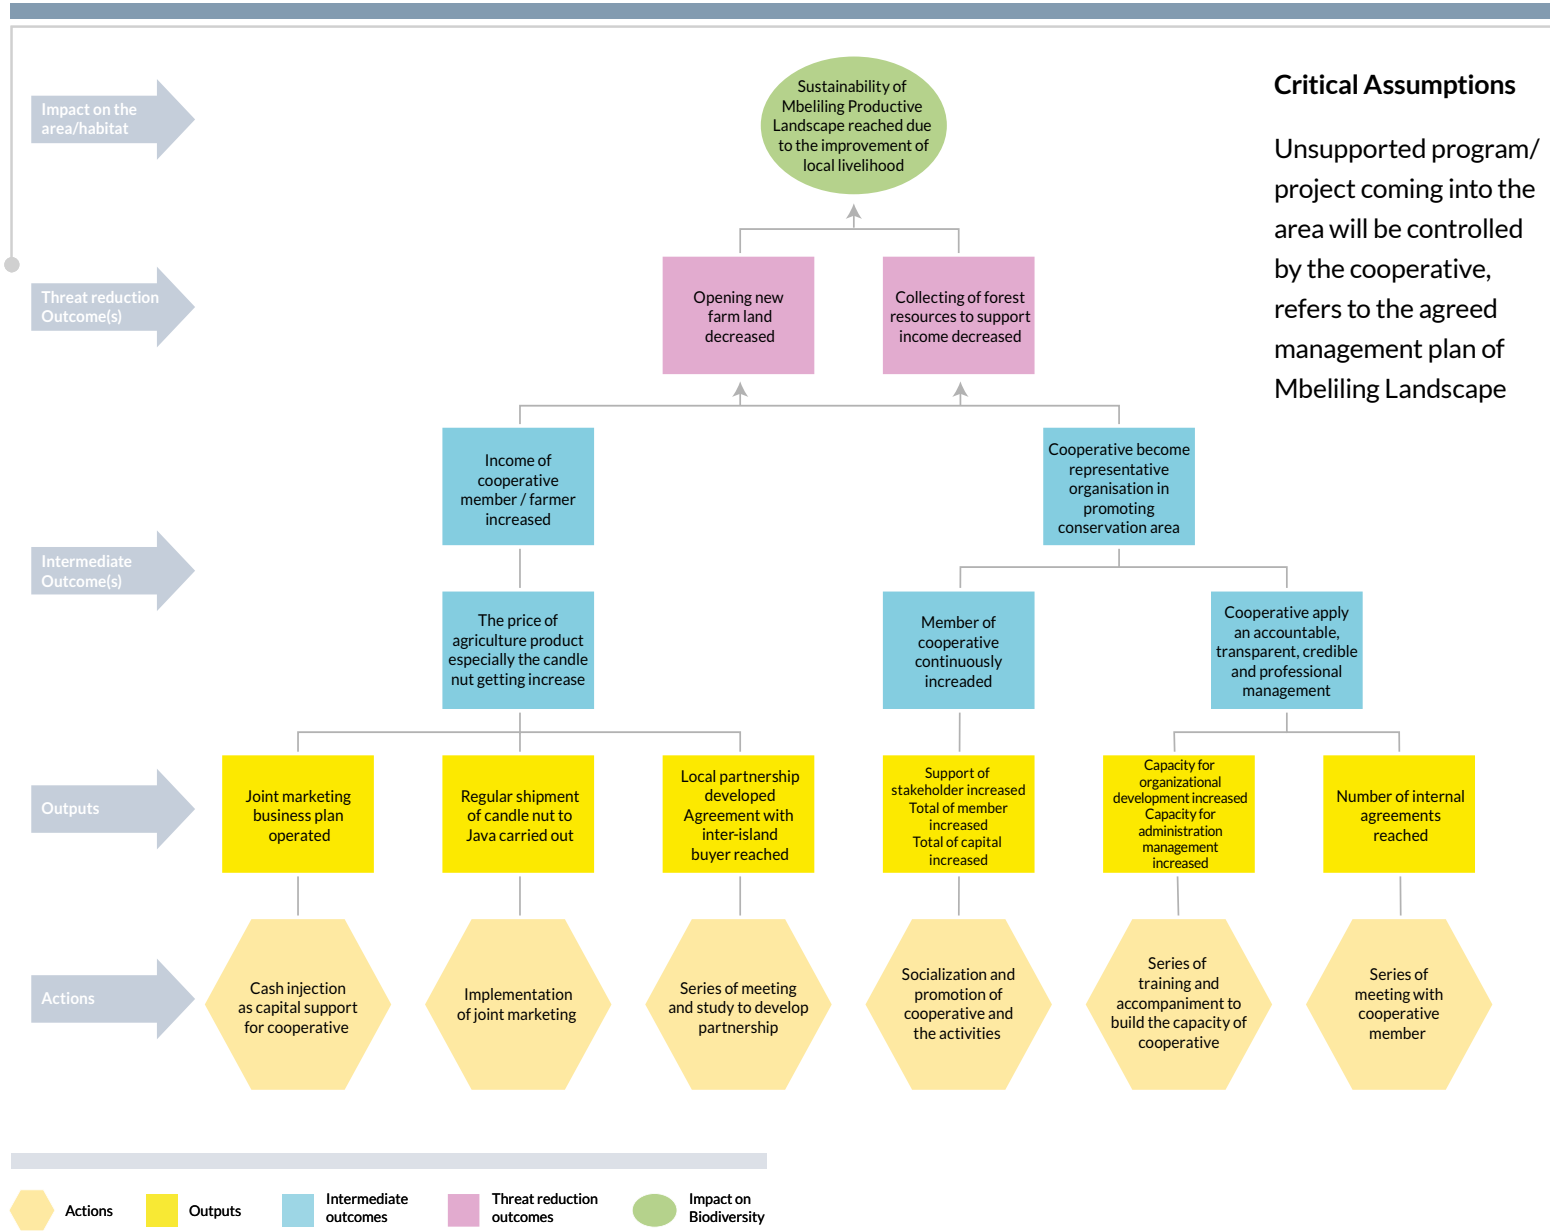 Impact on the
area/habitat
Sustainability of
Mbeliling Productive
Landscape reached due
to the improvement of
local livelihood
Critical Assumptions
Unsupported program/
project coming into the
area will be controlled
by the cooperative,
refers to the agreed
management plan of
Mbeliling Landscape
Threat reduction
Outcome(s)
Opening new
farm land
decreased
Collecting of forest
resources to support
income decreased
Intermediate
Outcome(s)
Income of
cooperative
member / farmer
increased
Cooperative become
representative
organisation in
promoting
conservation area
The price of
agriculture product
especially the candle
nut getting increase
Member of
cooperative
continuously
increaded
Cooperative apply
an accountable,
transparent, credible
and professional
management
Outputs
Joint marketing
business plan
operated
Regular shipment
of candle nut to
Java carried out
Local partnership
developed
Agreement with
inter-island
buyer reached
Support of
stakeholder increased
Total of member
increased
Total of capital
increased
Capacity for
organizational
development increased
Capacity for
administration
management
increased
Number of internal
agreements
reached
Actions
Cash injection
as capital support
for cooperative
Implementation
of joint marketing
Series of meeting
and study to develop
partnership
Socialization and
promotion of
cooperative and
the activities
Series of
training and
accompaniment to
build the capacity of
cooperative
Series of
meeting with
cooperative
member
Actions
Outputs
Intermediate
outcomes
Threat reduction
outcomes
Impact on
Biodiversity